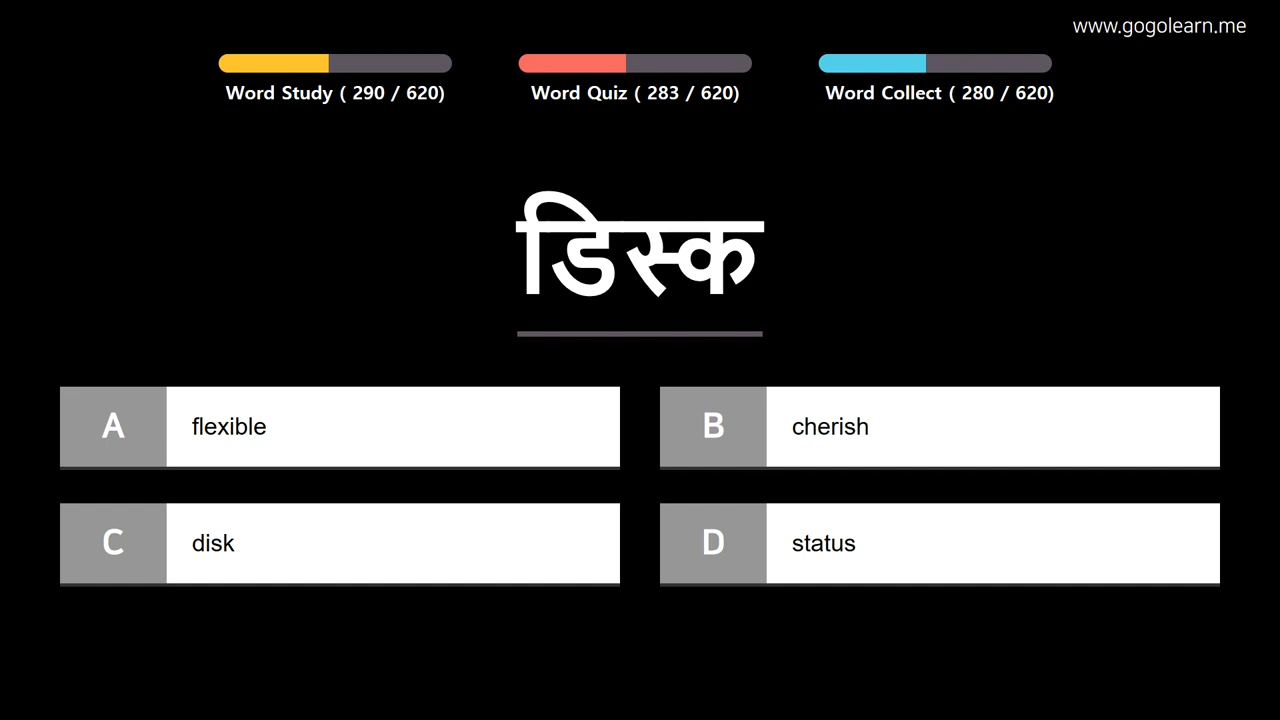 www.gogolearn.me
Word Study ( 290 / 620)
Word Quiz ( 283 / 620)
Word Collect ( 280 / 620)
डिस्क
A flexible
B cherish
C disk
D status